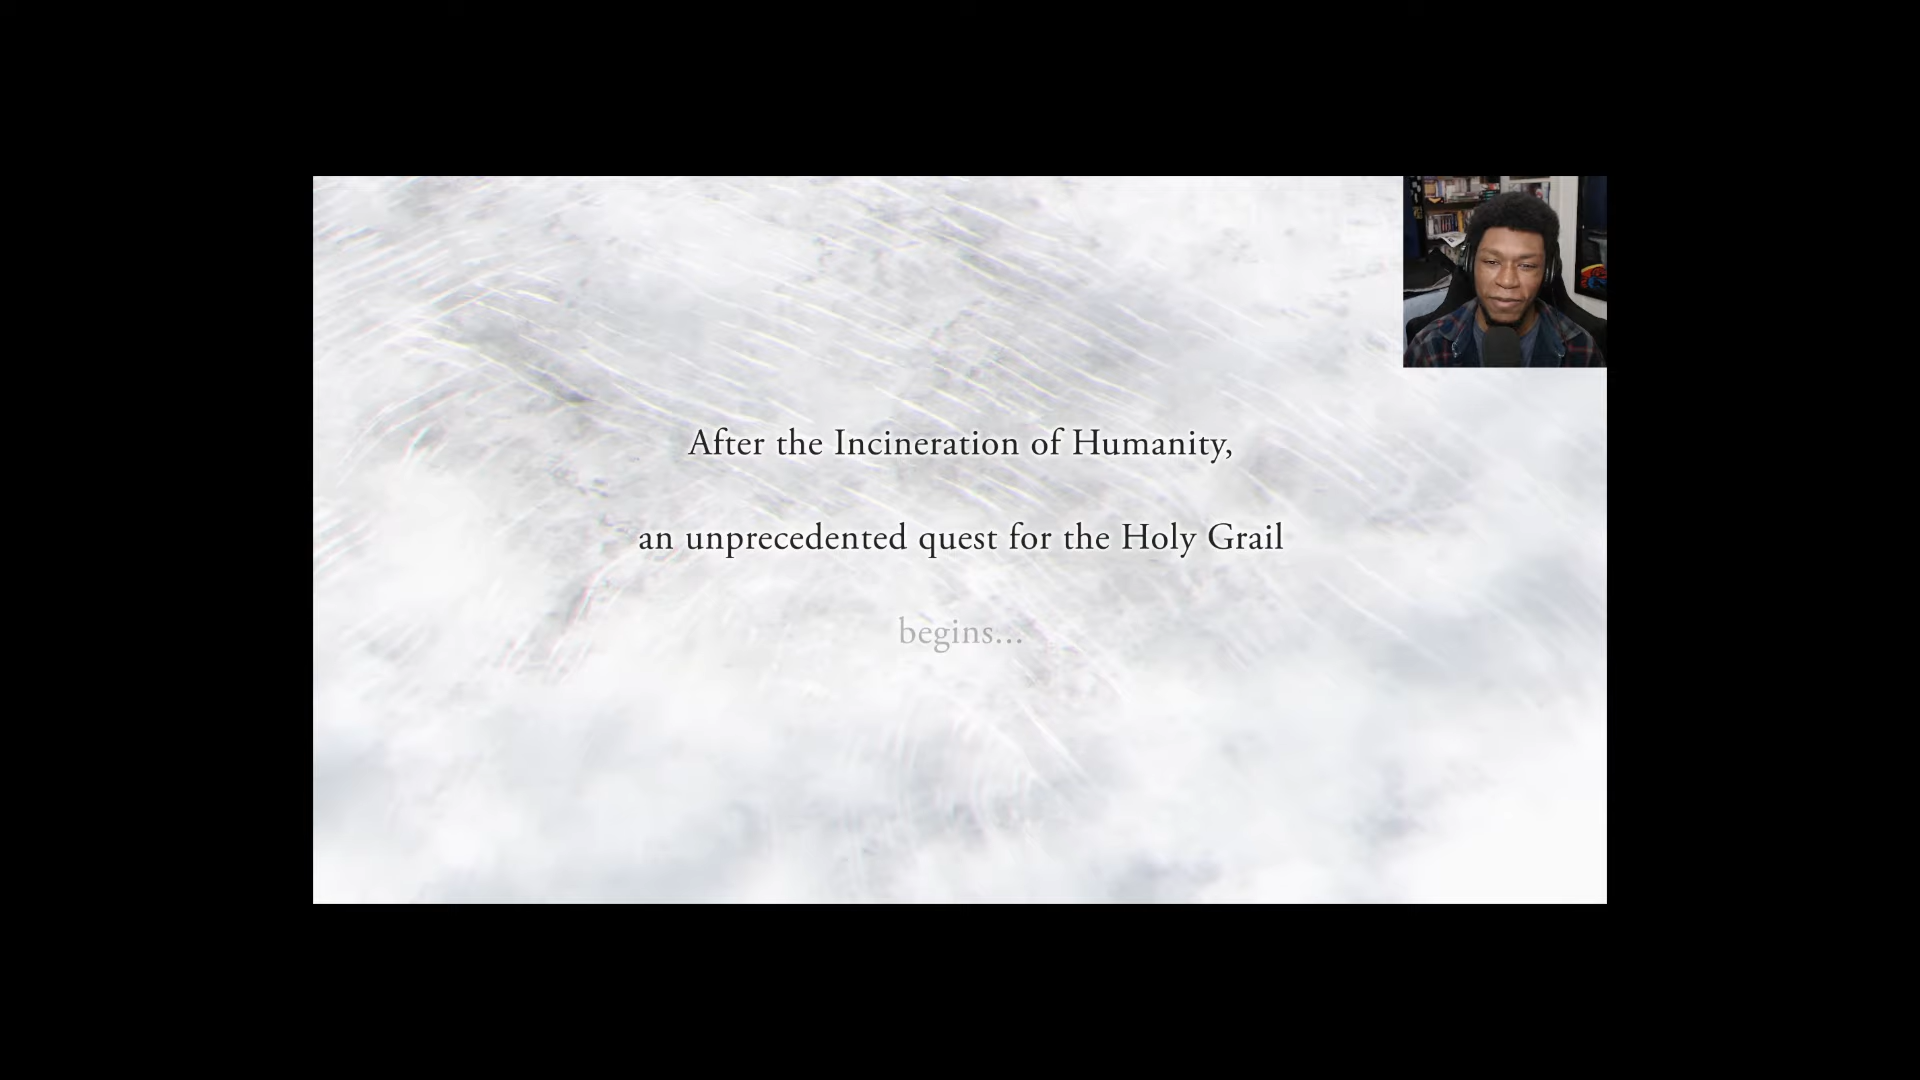 After the Incineration of Humanity,
an unprecedented quest for the Holy Grail
begins...